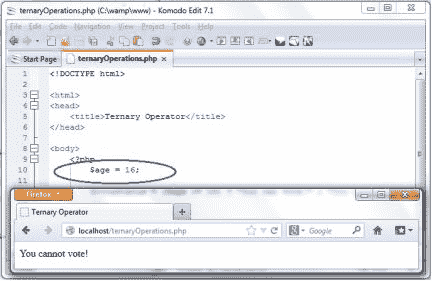 ternaryOperations.php (C:\wamp\www) - Komodo Edit 7.1
File Edit Code Navigation View Project Tools Help
Start Page ternaryOperations.php
1 <!DOCTYPE html>
2
3 <html>
4 <head>
5 <title>Ternary Operator</title>
6 </head>
7
8 <body>
9 <?php
10 $age = 16;
11
Firefox
Ternary Operator
localhost/ternaryOperations.php
Google
You cannot vote!